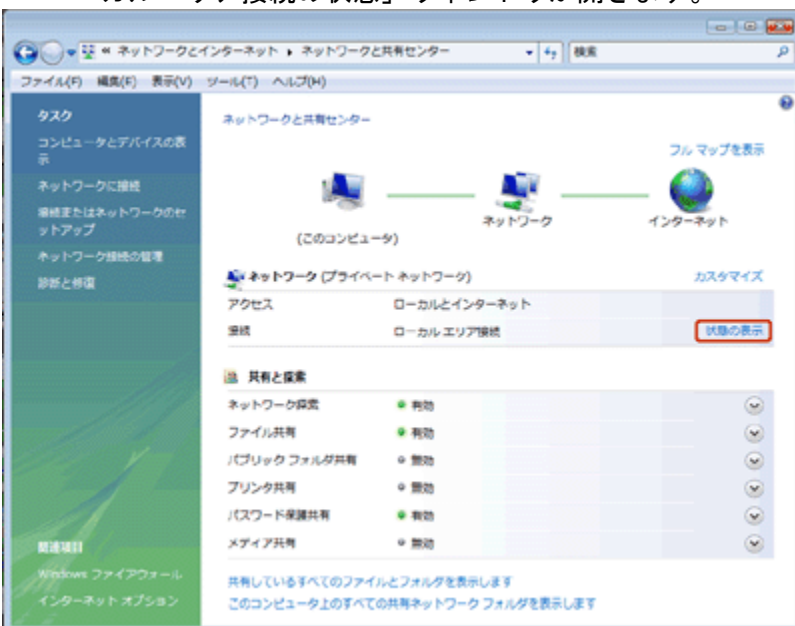 ネットワークとインターネット ▸ ネットワークと共有センター
検索
ファイル(F) 編集(E) 表示(V) ツール(T) ヘルプ(H)
タスク
コンピュータとデバイスの表
示
ネットワークに接続
接続またはネットワークのセ
ットアップ
ネットワーク接続の管理
診断と修復
ネットワークと共有センター
フル マップを表示
(このコンピュータ)
ネットワーク
インターネット
ネットワーク (プライベート ネットワーク)
カスタマイズ
アクセス ローカルとインターネット
接続 ローカル エリア接続 状態の表示
共有と探索
ネットワーク探索 有効
ファイル共有 有効
パブリック フォルダ共有 無効
プリンタ共有 無効
パスワード保護共有 有効
メディア共有 無効
関連項目
Windows ファイアウォール
インターネット オプション
共有しているすべてのファイルとフォルダを表示します
このコンピュータ上のすべての共有ネットワーク フォルダを表示します